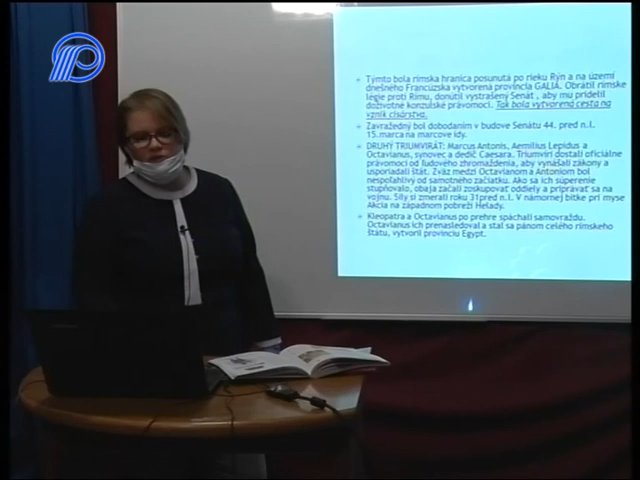 Týmto bola rímska hranica posunutá po rieku Rýn a na území
dnešného Francúzska vytvorená provincia GALIA. Obrátil rímske
légie proti Rímu, donútil vystrašený Senát , aby mu pridelil
doživotné konzulské právomoci. Tak bola vytvorená cesta na
vznik cisárstva.
Zavraždený bol dobodaním v budove Senátu 44. pred n.l.
15.marca na marcové idy.
DRUHÝ TRIUMVIRÁT: Marcus Antonis, Aemilius Lepidus a
Octavianus, synovec a dedič Caesara. Triumviri dostali oficiálne
právomoci od ľudového zhromaždenia, aby vynášali zákony a
usporiadali štát. Zväz medzi Octavianom a Antoniom bol
nespoľahlivý od samotného začiatku. Ako sa ich súperenie
stupňovalo, obaja začali zoskupovať oddiely a pripravať sa na
vojnu. Sily si zmerali roku 31pred n.l. V námornej bitke pri myse
Akcia na západnom pobreží Helady.
Kleopatra a Octavianus po prehre spáchali samovraždu.
Octavianus ich prenasledoval a stal sa pánom celého rímskeho
štátu, vytvoril provinciu Egypt.